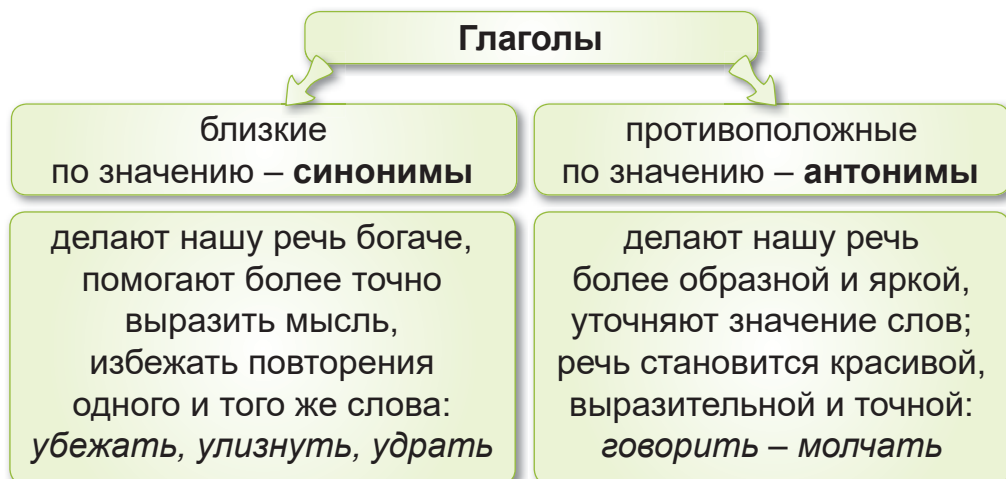 Глаголы
близкие
по значению – синонимы
противоположные
по значению – антонимы
делают нашу речь богаче,
помогают более точно
выразить мысль,
избежать повторения
одного и того же слова:
убежать, улизнуть, удрать
делают нашу речь
более образной и яркой,
уточняют значение слов;
речь становится красивой,
выразительной и точной:
говорить – молчать